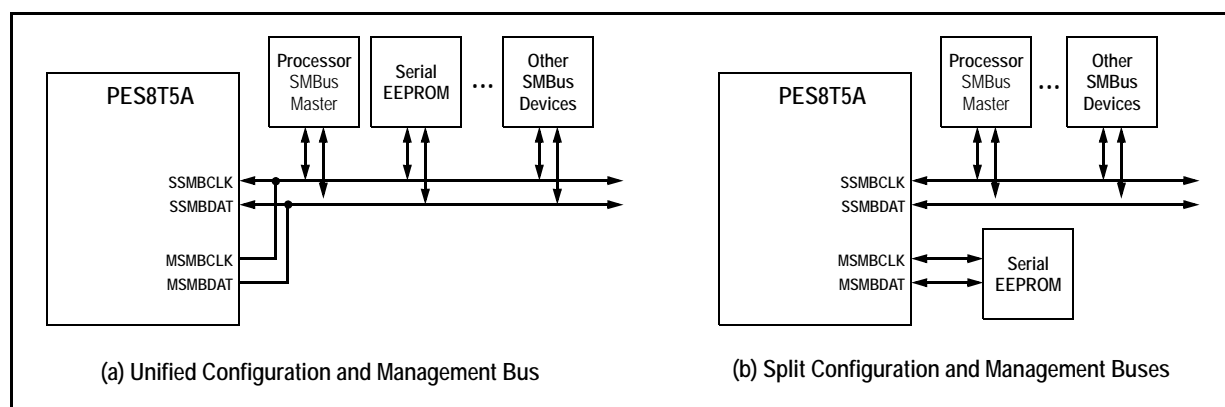 PES8T5A
Processor
SMBus
Master
Serial
EEPROM
...
Other
SMBus
Devices
SSMBCLK
SSMBDAT
MSMBCLK
MSMBDAT
(a) Unified Configuration and Management Bus
PES8T5A
Processor
SMBus
Master
...
Other
SMBus
Devices
SSMBCLK
SSMBDAT
MSMBCLK
MSMBDAT
Serial
EEPROM
(b) Split Configuration and Management Buses